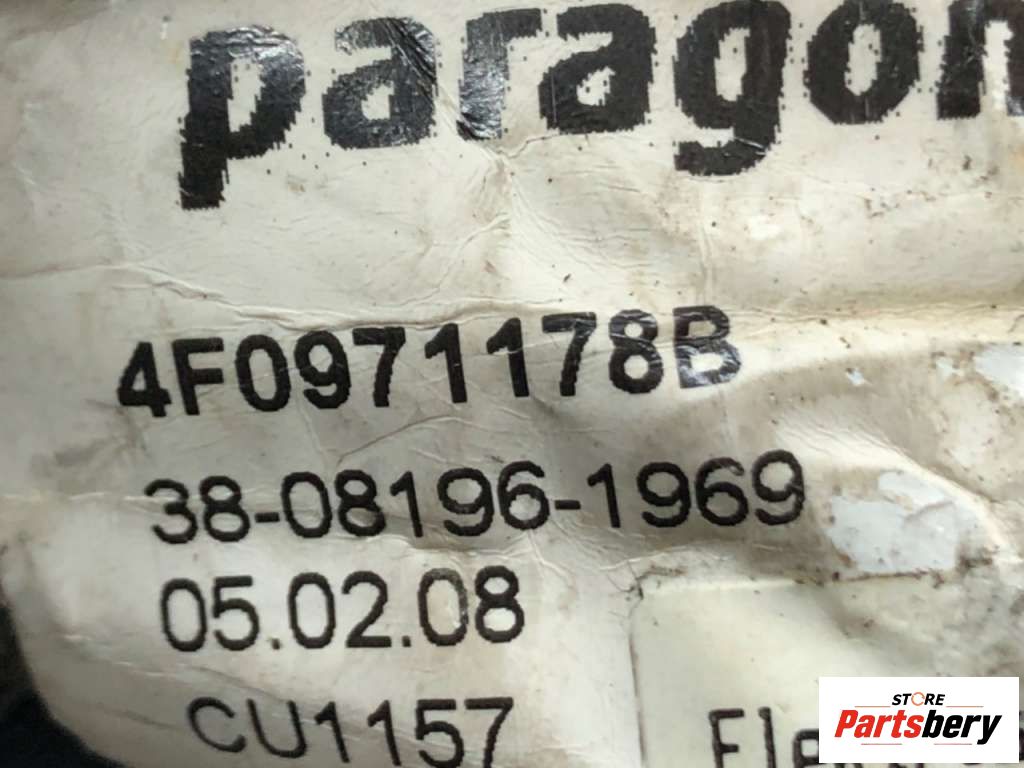 paragon
4F0971178B
38-08196-1969
05.02.08
CU1157
STORE
Partsbery